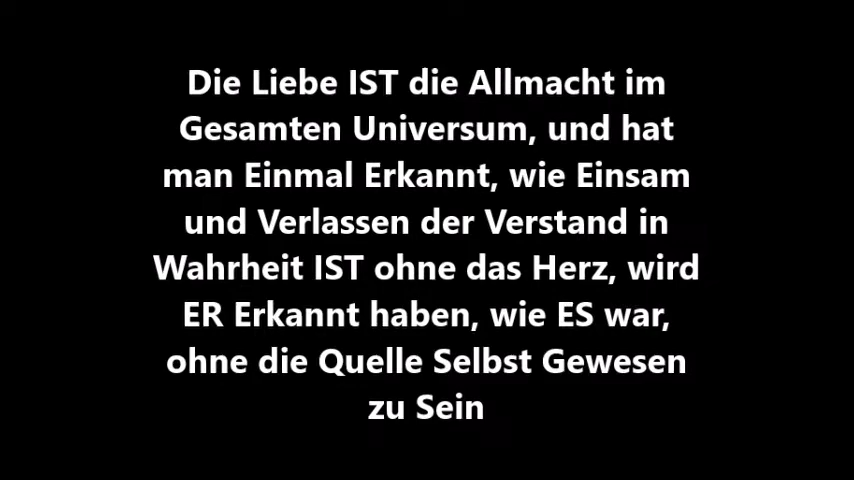 Die Liebe IST die Allmacht im
Gesamten Universum, und hat
man Einmal Erkannt, wie Einsam
und Verlassen der Verstand in
Wahrheit IST ohne das Herz, wird
ER Erkannt haben, wie ES war,
ohne die Quelle Selbst Gewesen
zu Sein